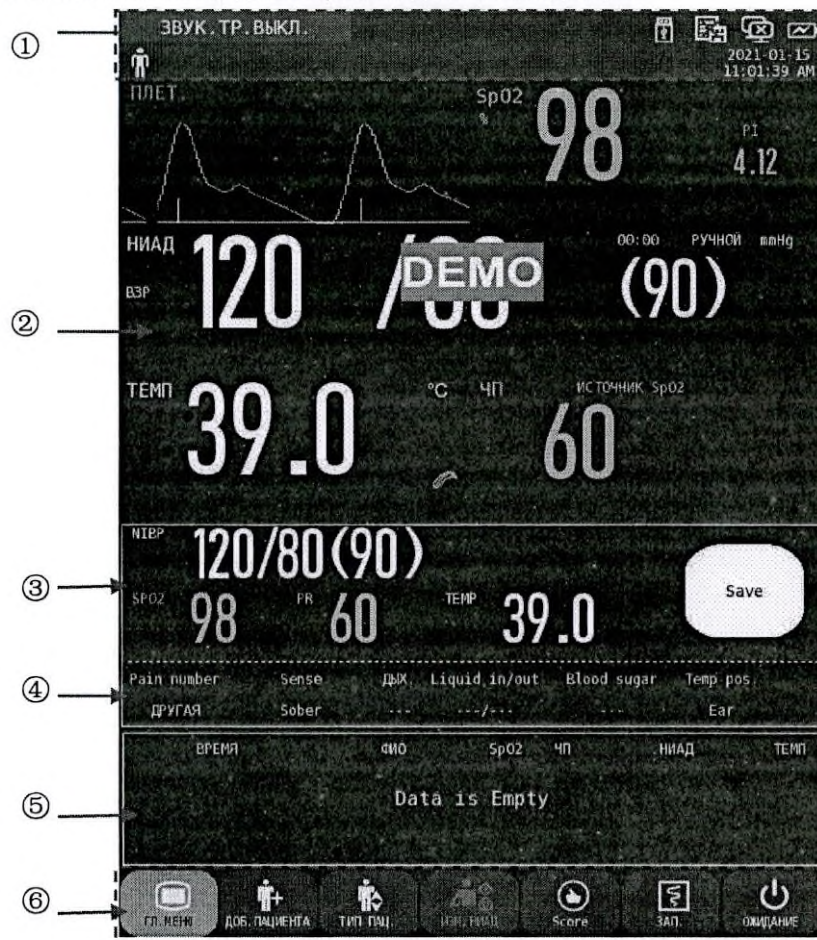 ①
ЗВУК.ТР.ВЫКЛ.
2021-01-15
11:01:39 AM
ПЛЕТ
SpO2
%
98
PI
4.12
②
НИАД
ВЗР
120
DEMO
00:00 РУЧНОЙ mmHg
(90)
ТЕМП
39.0
°C
ЧП
ИСТОЧНИК SpO2
60
③
NIBP
120/80(90)
SPO2
98
PR
60
TEMP
39.0
Save
④
Pain number Sense ДЫХ. Liquid in/out Blood sugar Temp pos.
ДРУГАЯ Sober --- ---/--- --- Ear
⑤
ВРЕМЯ ФИО SpO2 ЧП НИАД ТЕМП
Data is Empty
⑥
ГЛ.МЕНЮ ДОБ.ПАЦИЕНТА ТИП ПАЦ. ИЗМ.НИАД Score ЗАП. ОЖИДАНИЕ